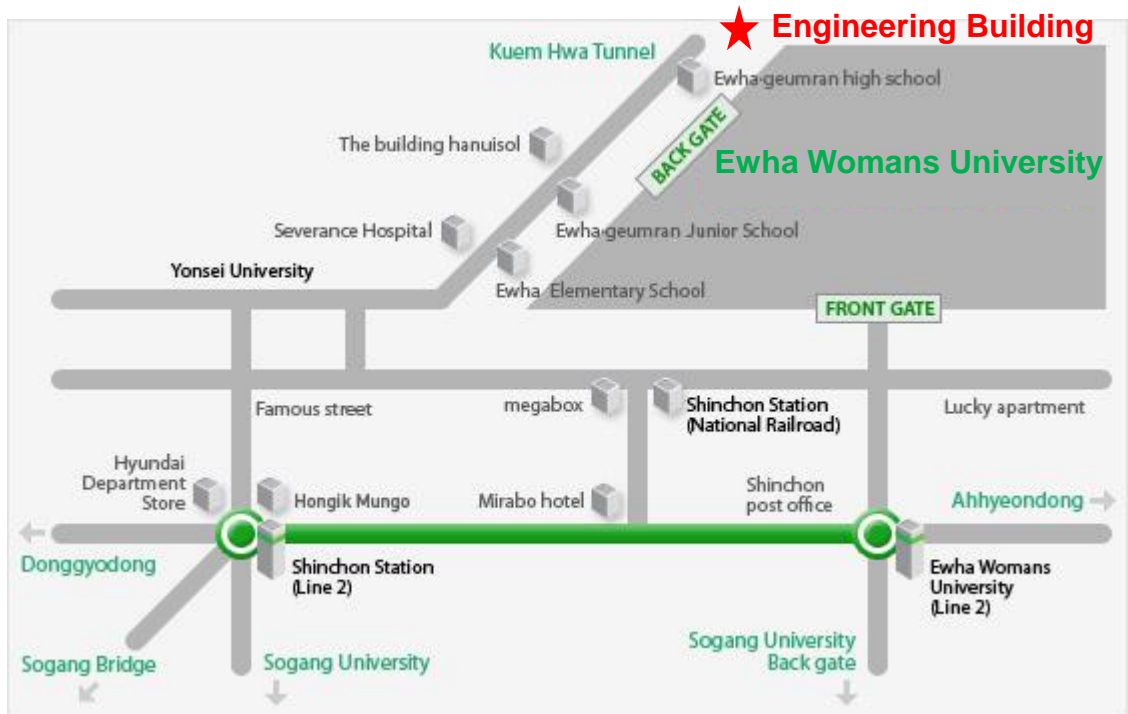 Engineering Building
Kuem Hwa Tunnel
Ewha-geumran high school
The building hanuisol
BACK GATE
Ewha Womans University
Severance Hospital
Ewha-geumran Junior School
Yonsei University
Ewha Elementary School
FRONT GATE
Famous street
megabox
Shinchon Station
(National Railroad)
Lucky apartment
Hyundai
Department
Store
Hongik Mungo
Mirabo hotel
Shinchon
post office
Ahhyeondong
Donggyodong
Shinchon Station
(Line 2)
Ewha Womans
University
(Line 2)
Sogang Bridge
Sogang University
Sogang University
Back gate